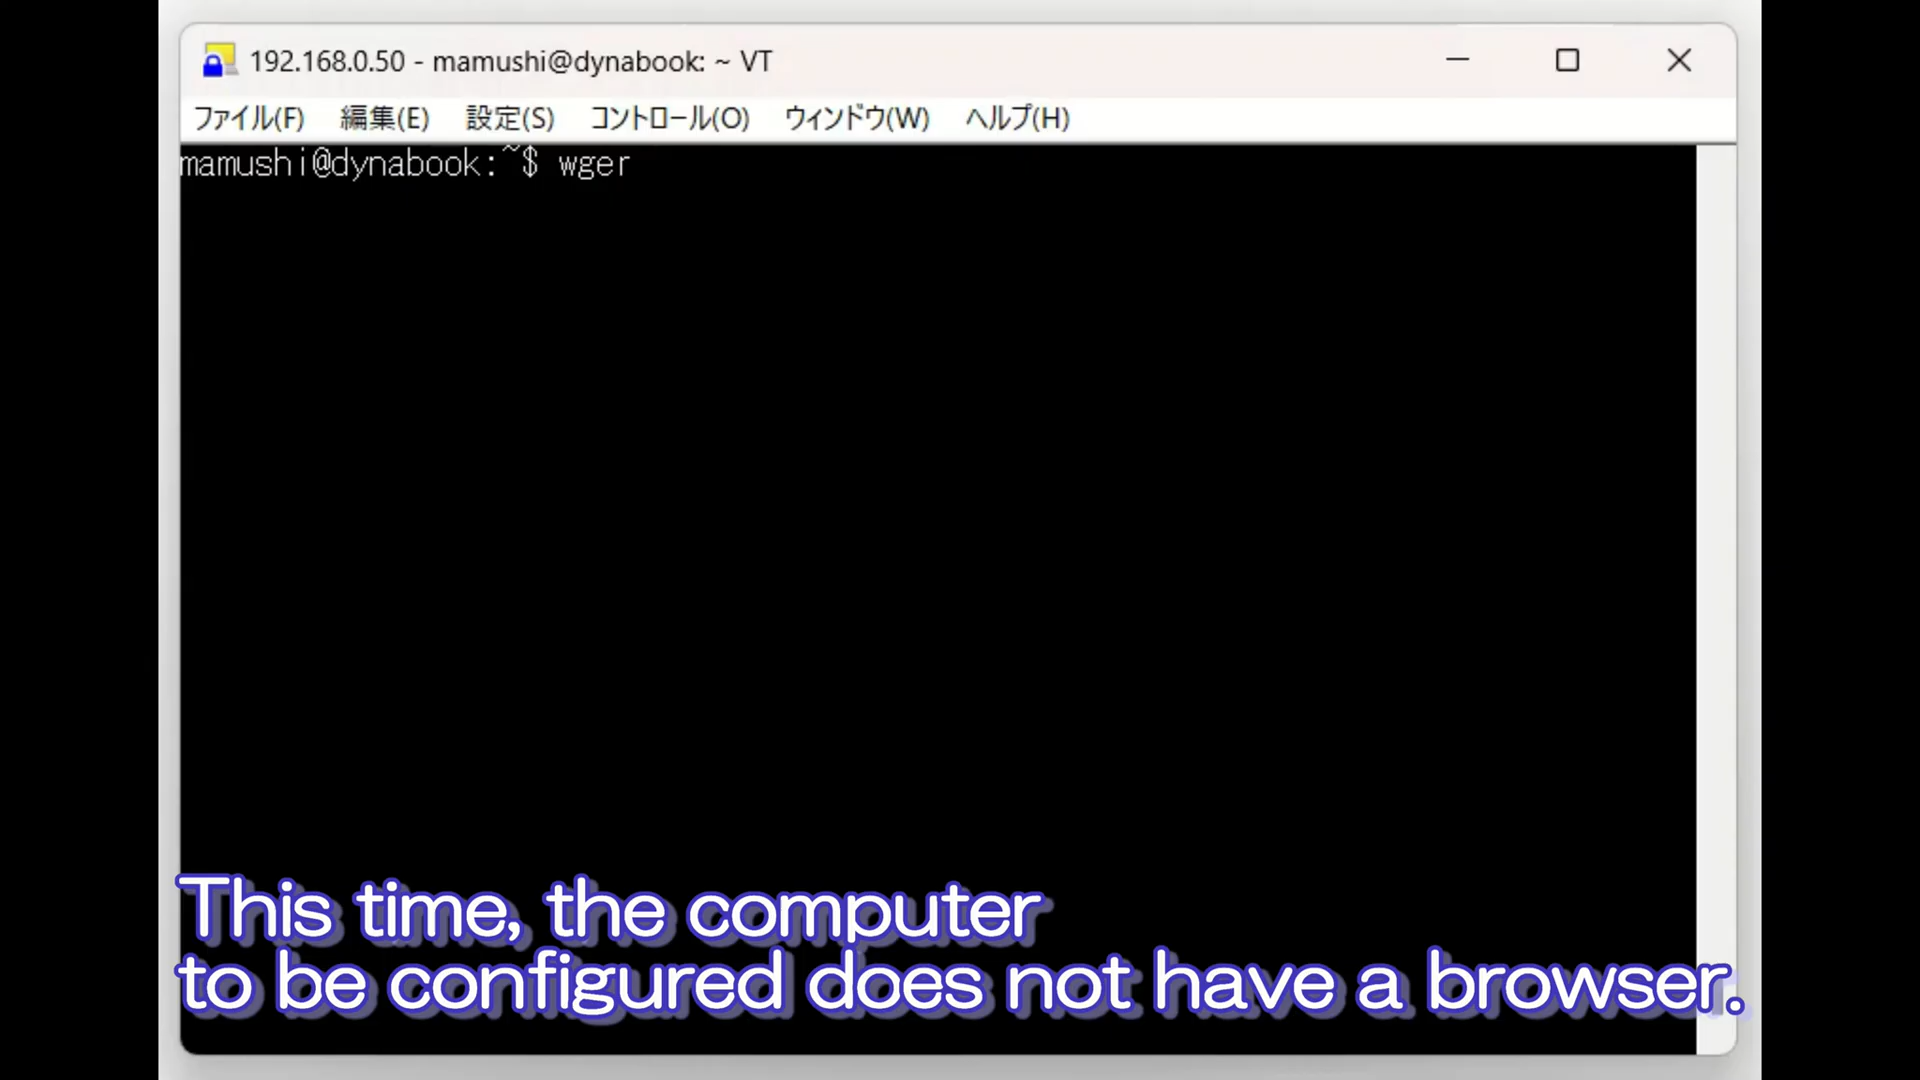 192.168.0.50 - mamushi@dynabook: ~ VT
ファイル(F) 編集(E) 設定(S) コントロール(O) ウィンドウ(W) ヘルプ(H)
mamushi@dynabook:~$ wger
This time, the computer
to be configured does not have a browser.